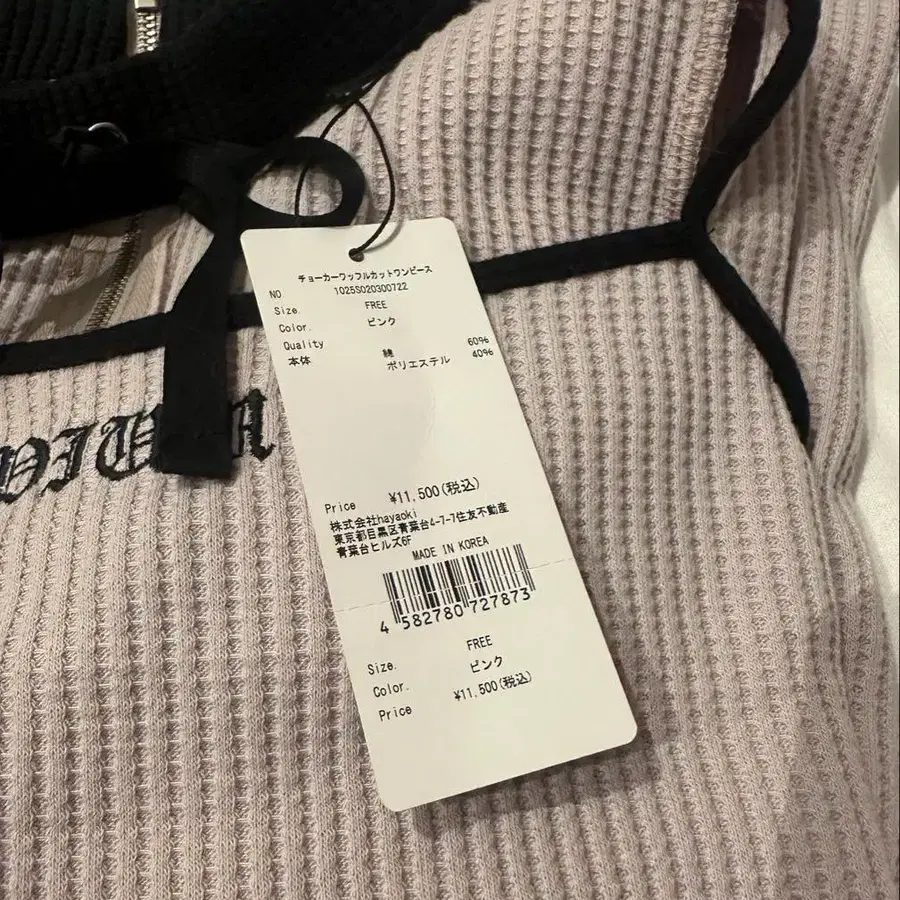 チョーカーワッフルカットワンピース
NO. 1025S020300722
Size. FREE
Color. ピンク
Quality
本体 綿 60%
ポリエステル 40%
Price ¥11,500(税込)
株式会社hayaoki
東京都目黒区青葉台4-7-7住友不動産
青葉台ヒルズ6F
MADE IN KOREA
4 582780 727873
Size. FREE
Color. ピンク
Price ¥11,500(税込)